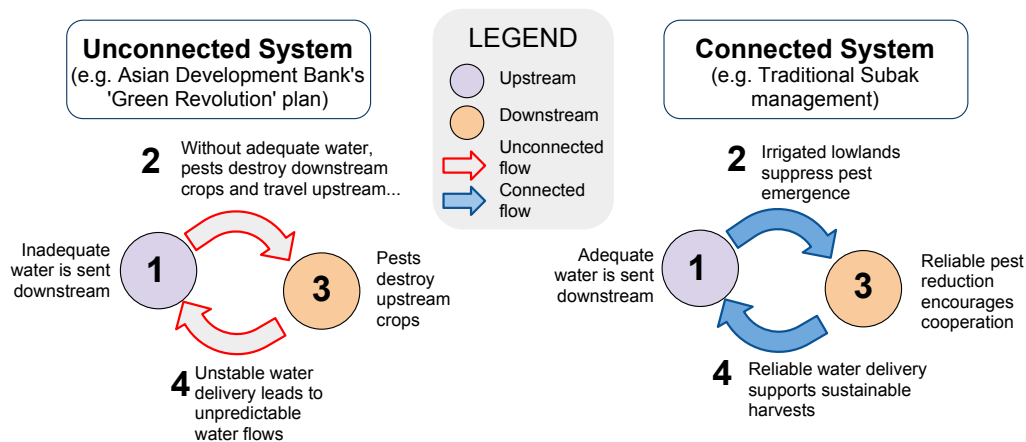 Unconnected System
(e.g. Asian Development Bank's
'Green Revolution' plan)
2
Without adequate water,
pests destroy downstream
crops and travel upstream...
Inadequate
water is sent
downstream
1
3
Pests
destroy
upstream
crops
4
Unstable water
delivery leads to
unpredictable
water flows
LEGEND
Upstream
Downstream
Unconnected
flow
Connected
flow
Connected System
(e.g. Traditional Subak
management)
2
Irrigated lowlands
suppress pest
emergence
Adequate
water is sent
downstream
1
3
Reliable pest
reduction
encourages
cooperation
4
Reliable water delivery
supports sustainable
harvests